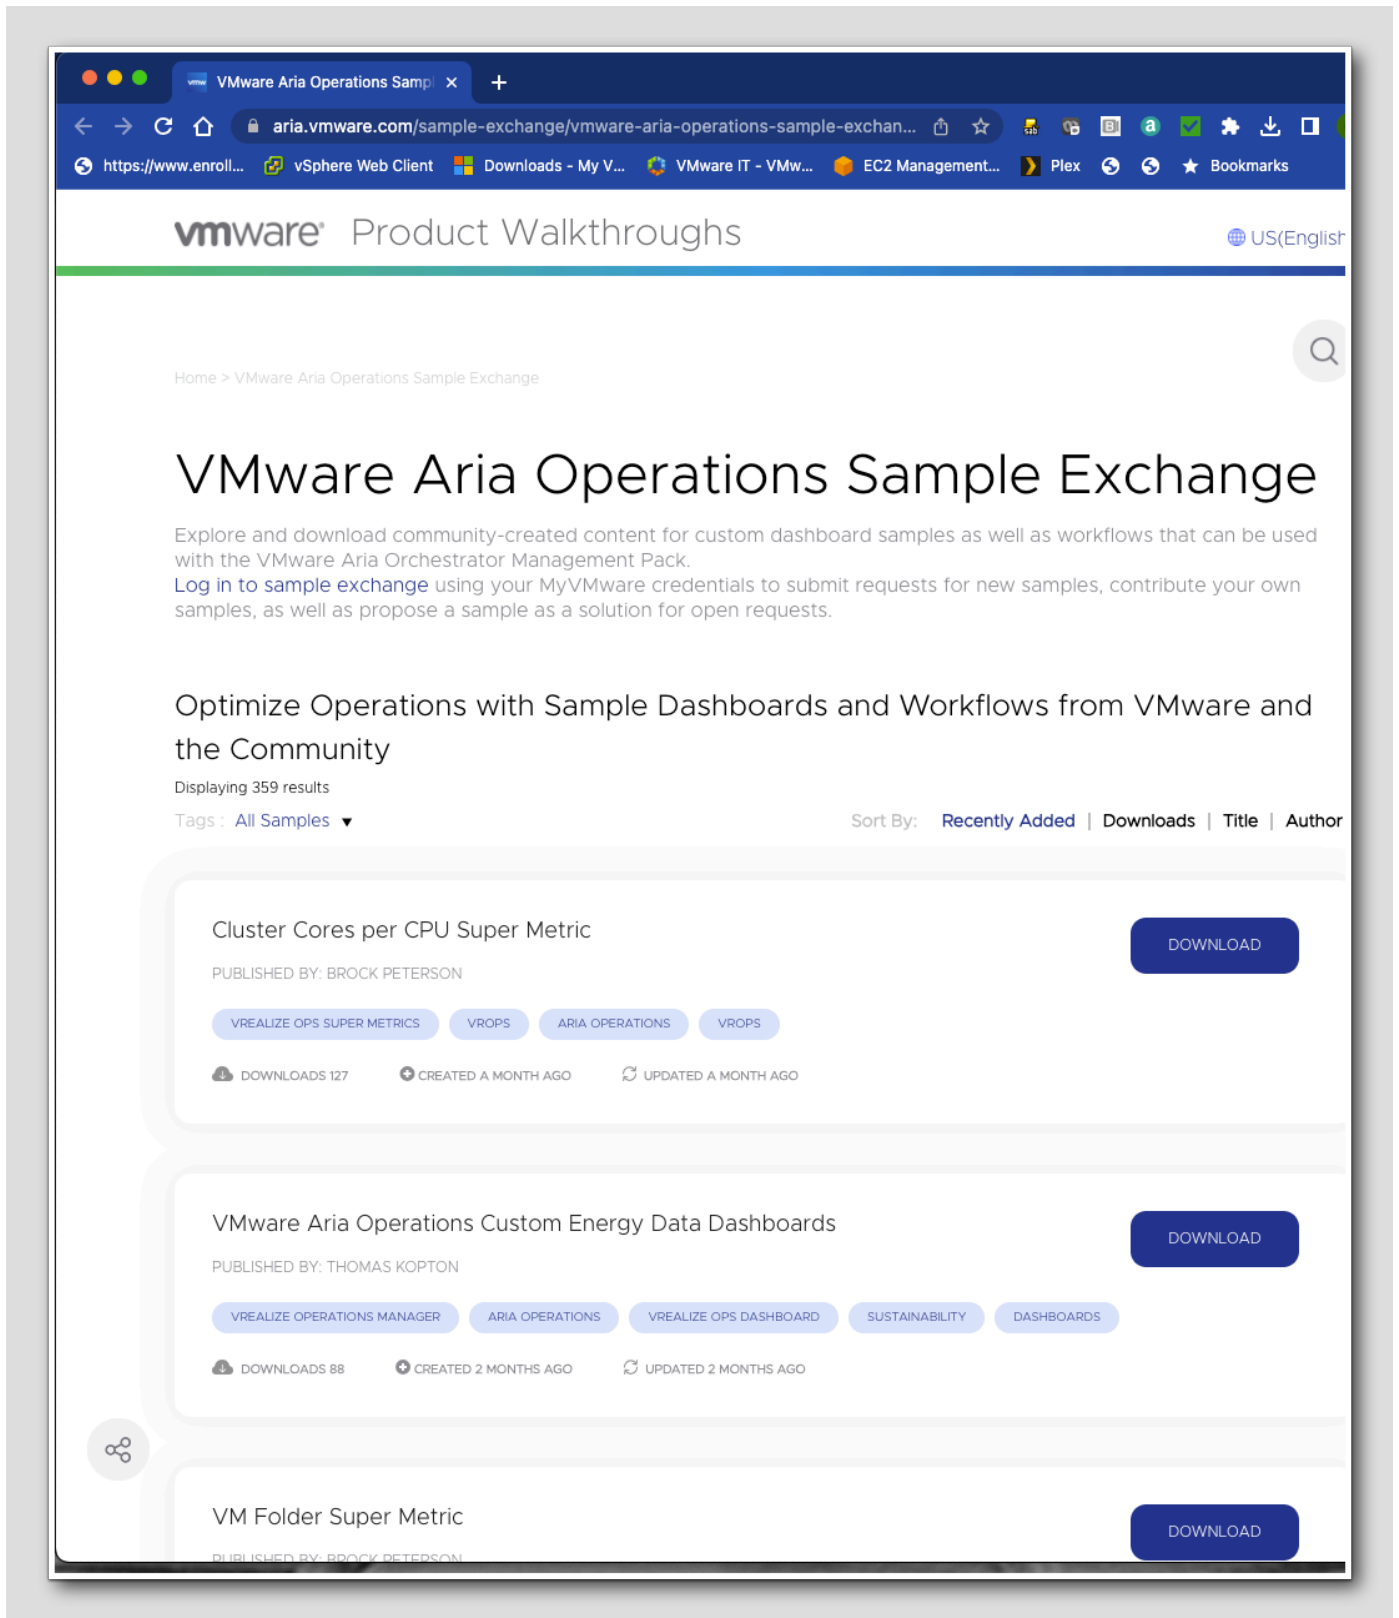 VMware Aria Operations Samp
aria.vmware.com/sample-exchange/vmware-aria-operations-sample-exchan...
https://www.enroll... vSphere Web Client Downloads - My V... VMware IT - VMw... EC2 Management... Plex Bookmarks
vmware® Product Walkthroughs
US(English
Home > VMware Aria Operations Sample Exchange
VMware Aria Operations Sample Exchange
Explore and download community-created content for custom dashboard samples as well as workflows that can be used
with the VMware Aria Orchestrator Management Pack.
Log in to sample exchange using your MyVMware credentials to submit requests for new samples, contribute your own
samples, as well as propose a sample as a solution for open requests.
Optimize Operations with Sample Dashboards and Workflows from VMware and
the Community
Displaying 359 results
Tags : All Samples ▼ Sort By: Recently Added | Downloads | Title | Author
Cluster Cores per CPU Super Metric
DOWNLOAD
PUBLISHED BY: BROCK PETERSON
VREALIZE OPS SUPER METRICS VROPS ARIA OPERATIONS VROPS
DOWNLOADS 127 CREATED A MONTH AGO UPDATED A MONTH AGO
VMware Aria Operations Custom Energy Data Dashboards
DOWNLOAD
PUBLISHED BY: THOMAS KOPTON
VREALIZE OPERATIONS MANAGER ARIA OPERATIONS VREALIZE OPS DASHBOARD SUSTAINABILITY DASHBOARDS
DOWNLOADS 88 CREATED 2 MONTHS AGO UPDATED 2 MONTHS AGO
VM Folder Super Metric
DOWNLOAD
PUBLISHED BY: BROCK PETERSON